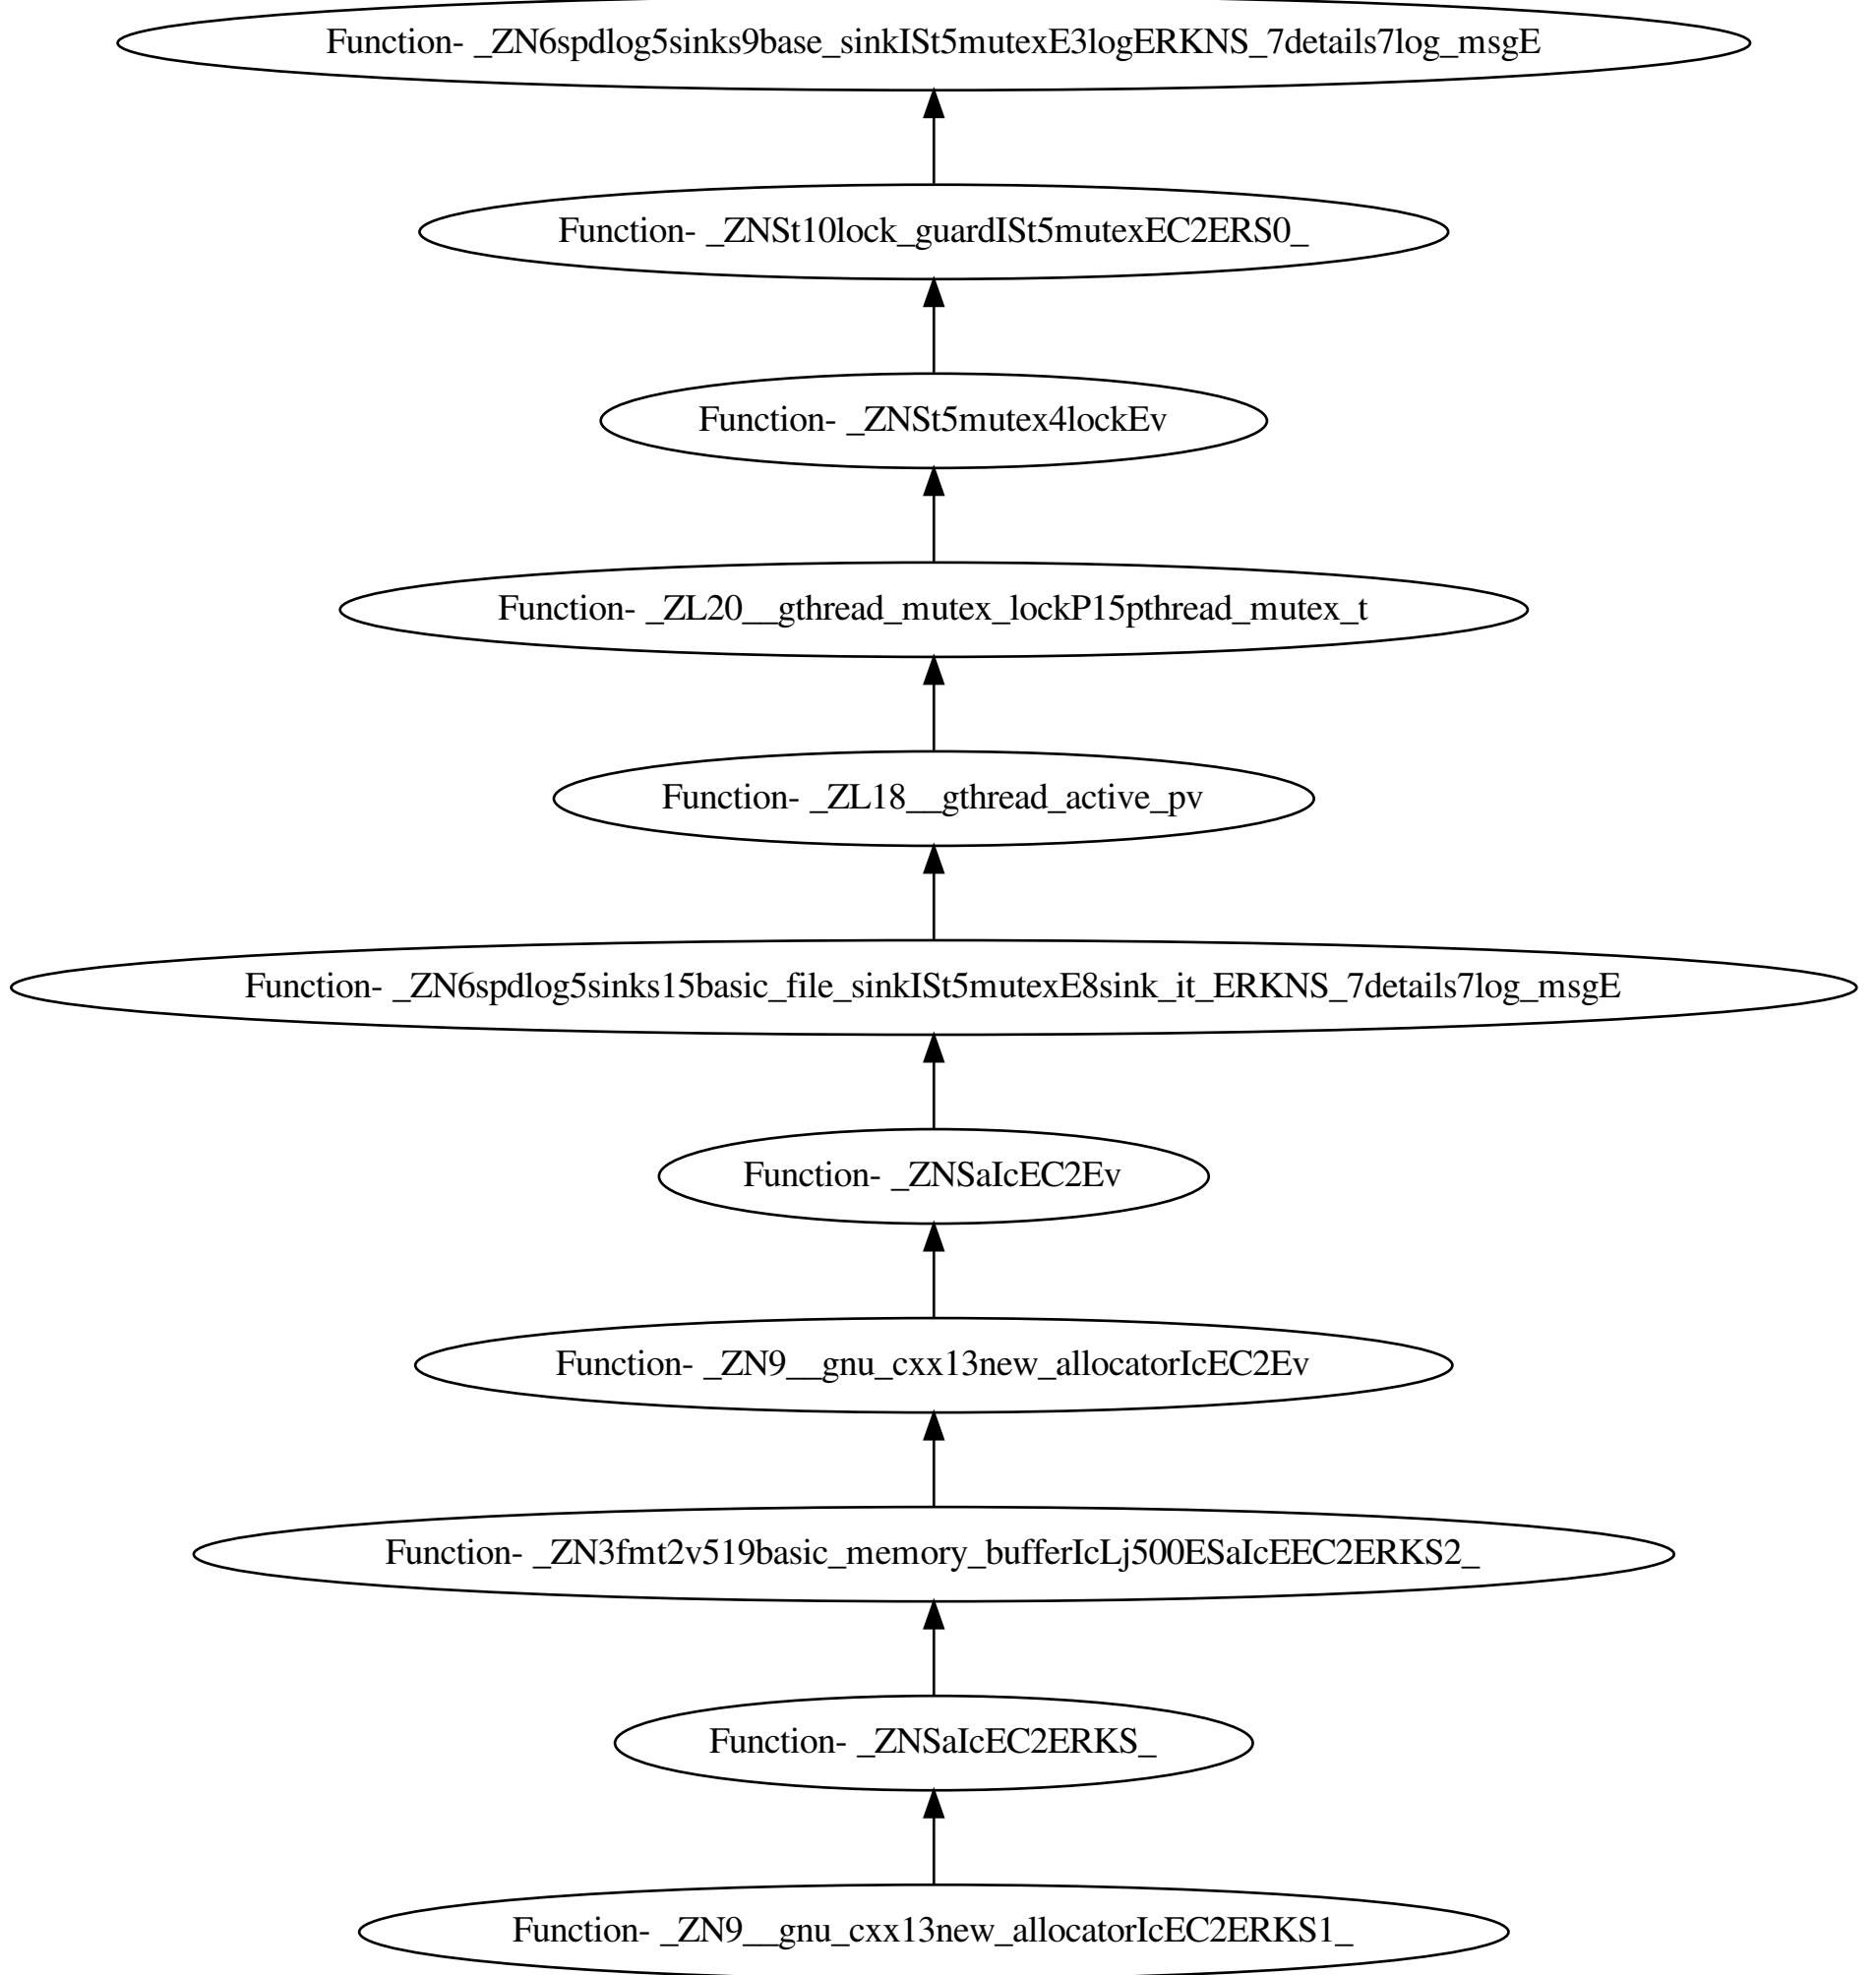 Function- _ZN6spdlog5sinks9base_sinkISt5mutexE3logERKNS_7details7log_msgE
Function- _ZNSt10lock_guardISt5mutexEC2ERS0_
Function- _ZNSt5mutex4lockEv
Function- _ZL20__gthread_mutex_lockP15pthread_mutex_t
Function- _ZL18__gthread_active_pv
Function- _ZN6spdlog5sinks15basic_file_sinkISt5mutexE8sink_it_ERKNS_7details7log_msgE
Function- _ZNSaIcEC2Ev
Function- _ZN9__gnu_cxx13new_allocatorIcEC2Ev
Function- _ZN3fmt2v519basic_memory_bufferIcLj500ESaIcEEC2ERKS2_
Function- _ZNSaIcEC2ERKS_
Function- _ZN9__gnu_cxx13new_allocatorIcEC2ERKS1_